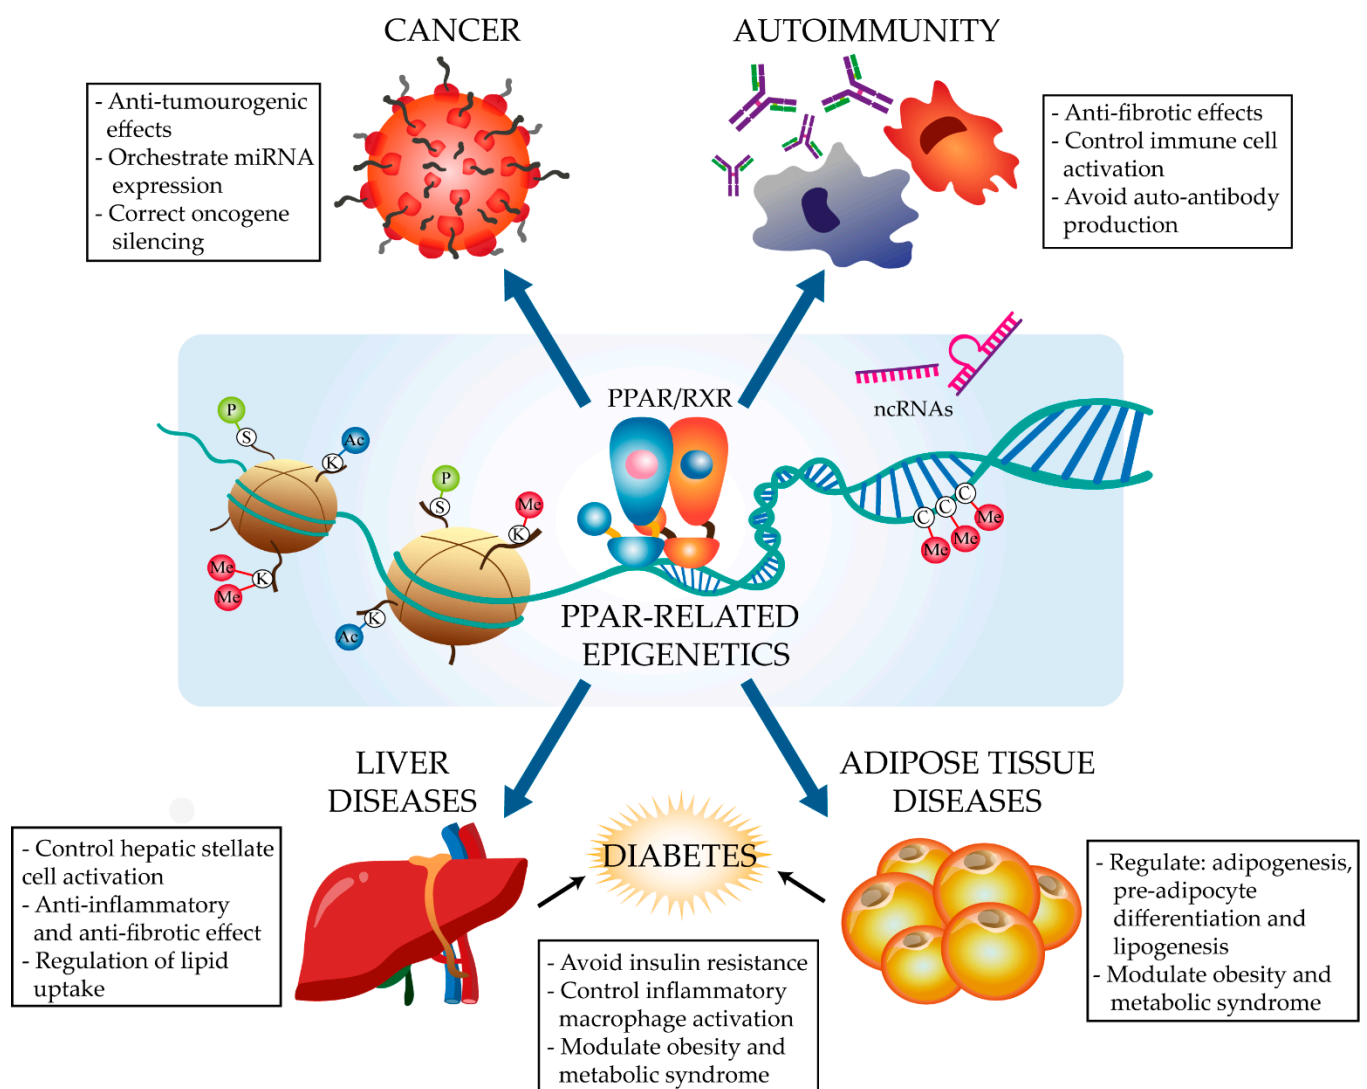 CANCER
AUTOIMMUNITY
- Anti-tumourogenic
effects
- Orchestrate miRNA
expression
- Correct oncogene
silencing
- Anti-fibrotic effects
- Control immune cell
activation
- Avoid auto-antibody
production
PPAR/RXR
ncRNAs
P
S
Ac
K
Me
Me
K
P
S
Me
K
Ac
K
C
C
C
Me
Me
Me
PPAR-RELATED
EPIGENETICS
LIVER
DISEASES
ADIPOSE TISSUE
DISEASES
DIABETES
- Control hepatic stellate
cell activation
- Anti-inflammatory
and anti-fibrotic effect
- Regulation of lipid
uptake
- Avoid insulin resistance
- Control inflammatory
macrophage activation
- Modulate obesity and
metabolic syndrome
- Regulate: adipogenesis,
pre-adipocyte
differentiation and
lipogenesis
- Modulate obesity and
metabolic syndrome